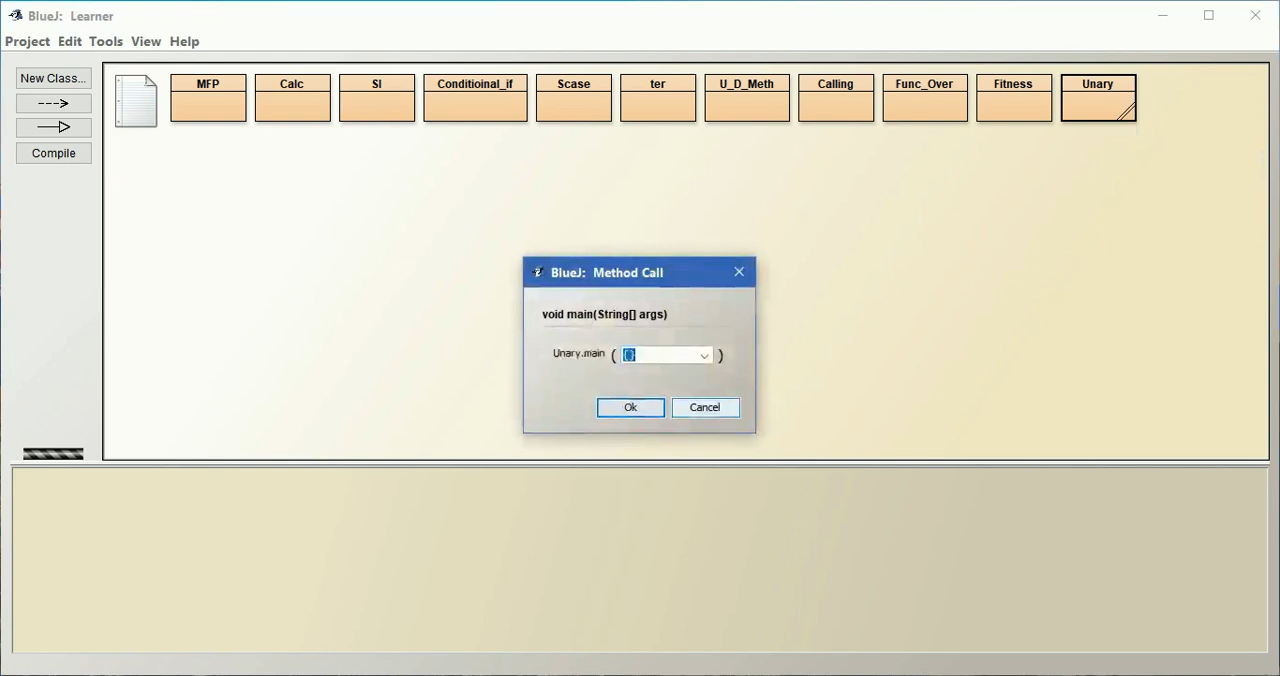 BlueJ: Learner
Project Edit Tools View Help
New Class...
Compile
MFP Calc SI Conditioinal_if Scase ter U_D_Meth Calling Func_Over Fitness Unary
BlueJ: Method Call
void main(String[] args)
Unary.main ( {} )
Ok Cancel